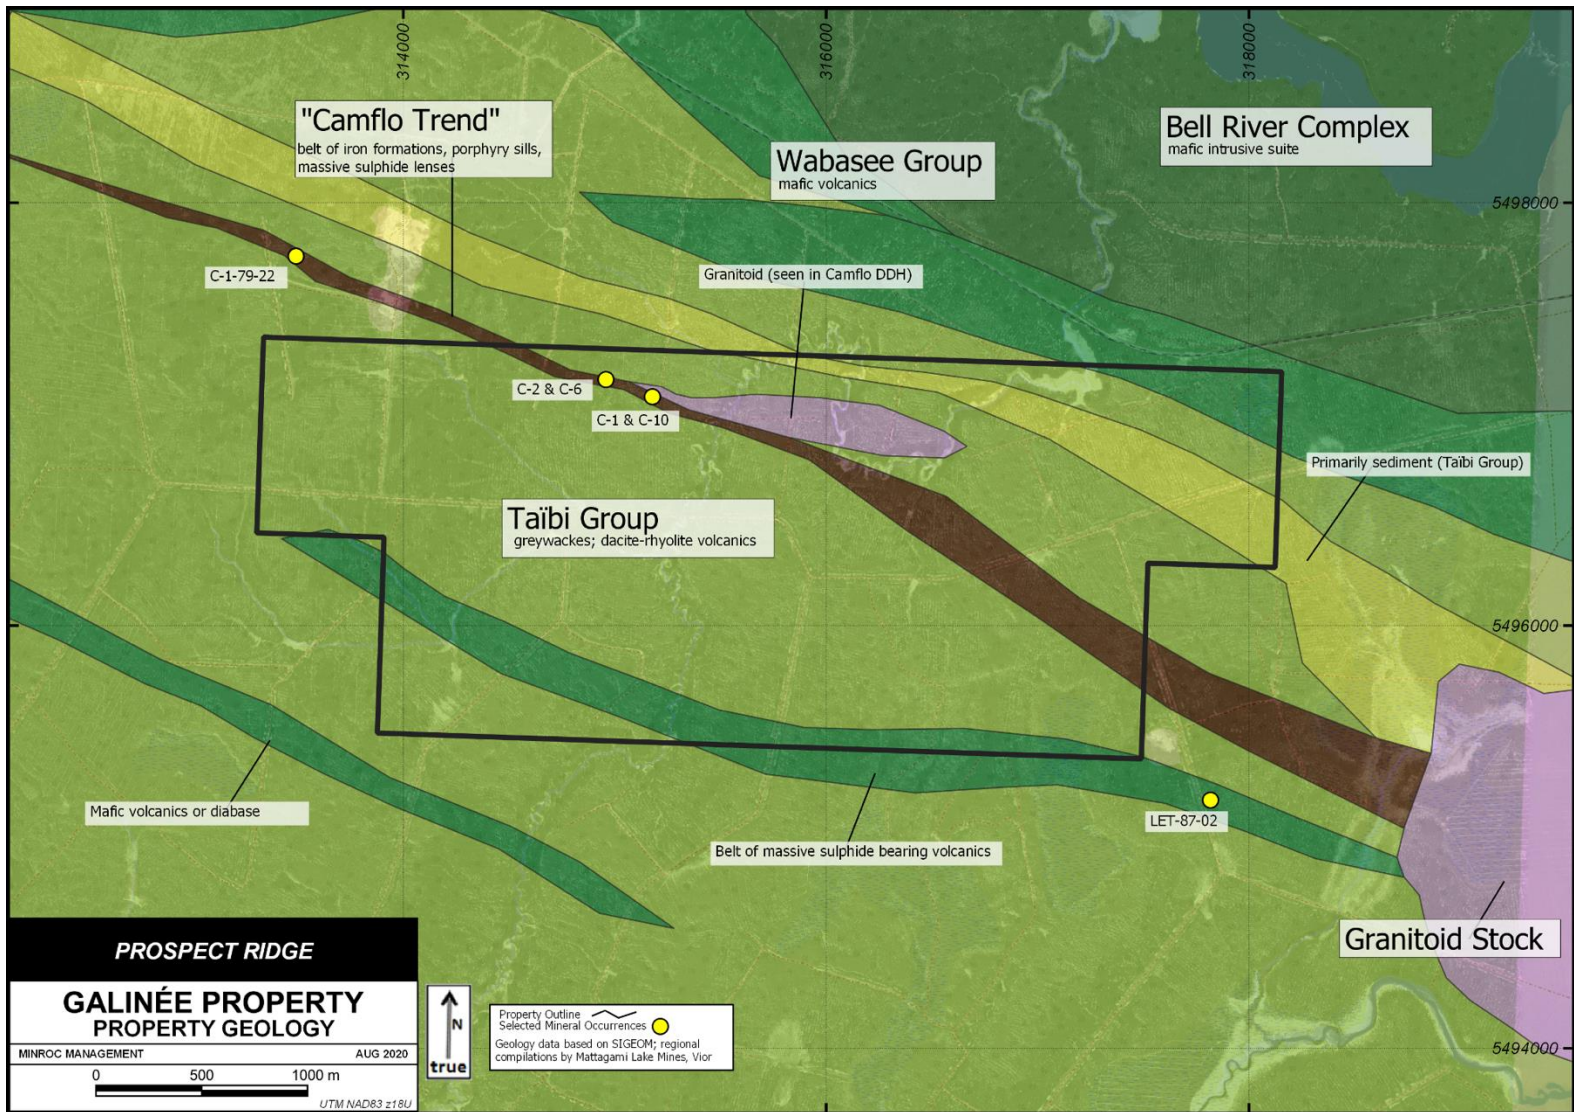 314000
316000
318000
"Camflo Trend"
belt of iron formations, porphyry sills,
massive sulphide lenses
Bell River Complex
mafic intrusive suite
Wabasee Group
mafic volcanics
5498000
C-1-79-22
Granitoid (seen in Camflo DDH)
C-2 & C-6
C-1 & C-10
Primarily sediment (Taïbi Group)
Taïbi Group
greywackes; dacite-rhyolite volcanics
5496000
Mafic volcanics or diabase
LET-87-02
Belt of massive sulphide bearing volcanics
Granitoid Stock
PROSPECT RIDGE
GALINÉE PROPERTY
PROPERTY GEOLOGY
MINROC MANAGEMENT AUG 2020
0 500 1000 m
UTM NAD83 z18U
N
true
Property Outline
Selected Mineral Occurrences
Geology data based on SIGEOM; regional
compilations by Mattagami Lake Mines, Vior
5494000